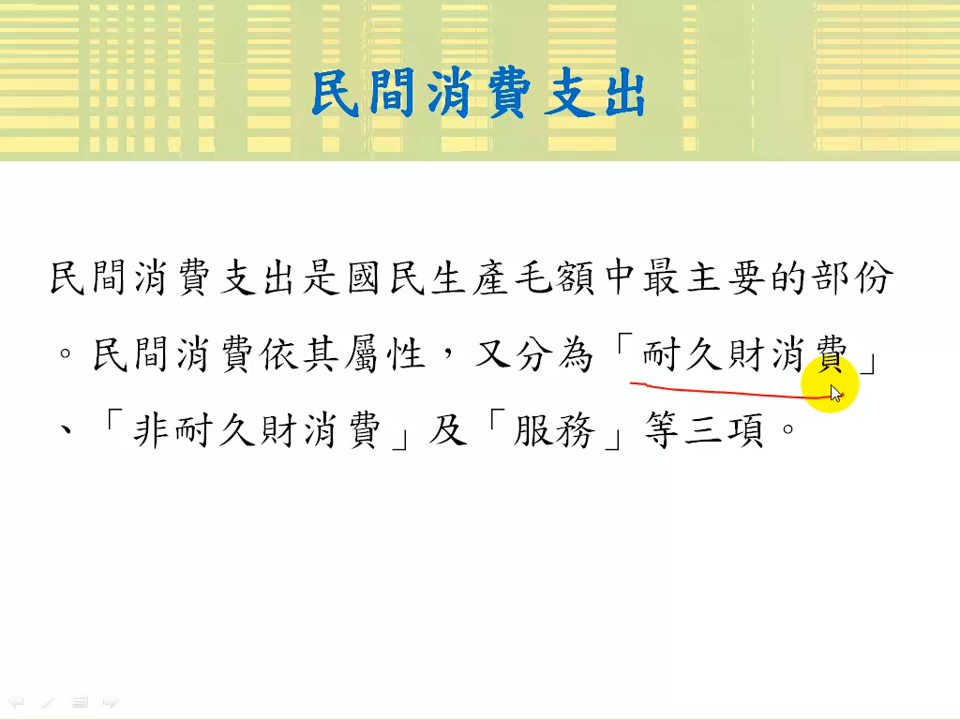 民間消費支出
民間消費支出是國民生產毛額中最主要的部份
。民間消費依其屬性，又分為「耐久財消費」
、「非耐久財消費」及「服務」等三項。